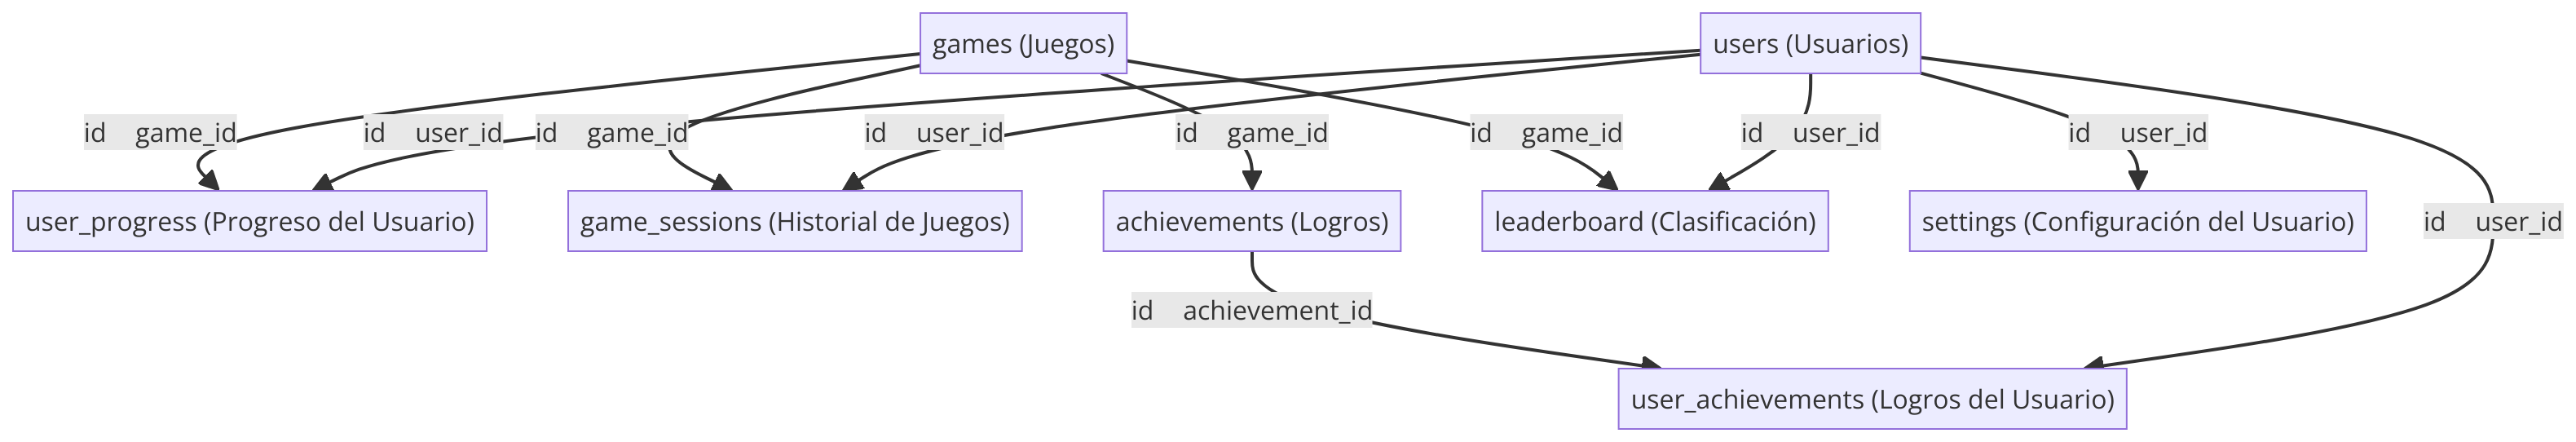 games (Juegos)
users (Usuarios)
id game_id
id user_id
id game_id
id user_id
id game_id
id game_id
id user_id
id user_id
user_progress (Progreso del Usuario)
game_sessions (Historial de Juegos)
achievements (Logros)
leaderboard (Clasificación)
settings (Configuración del Usuario)
id user_id
id achievement_id
user_achievements (Logros del Usuario)